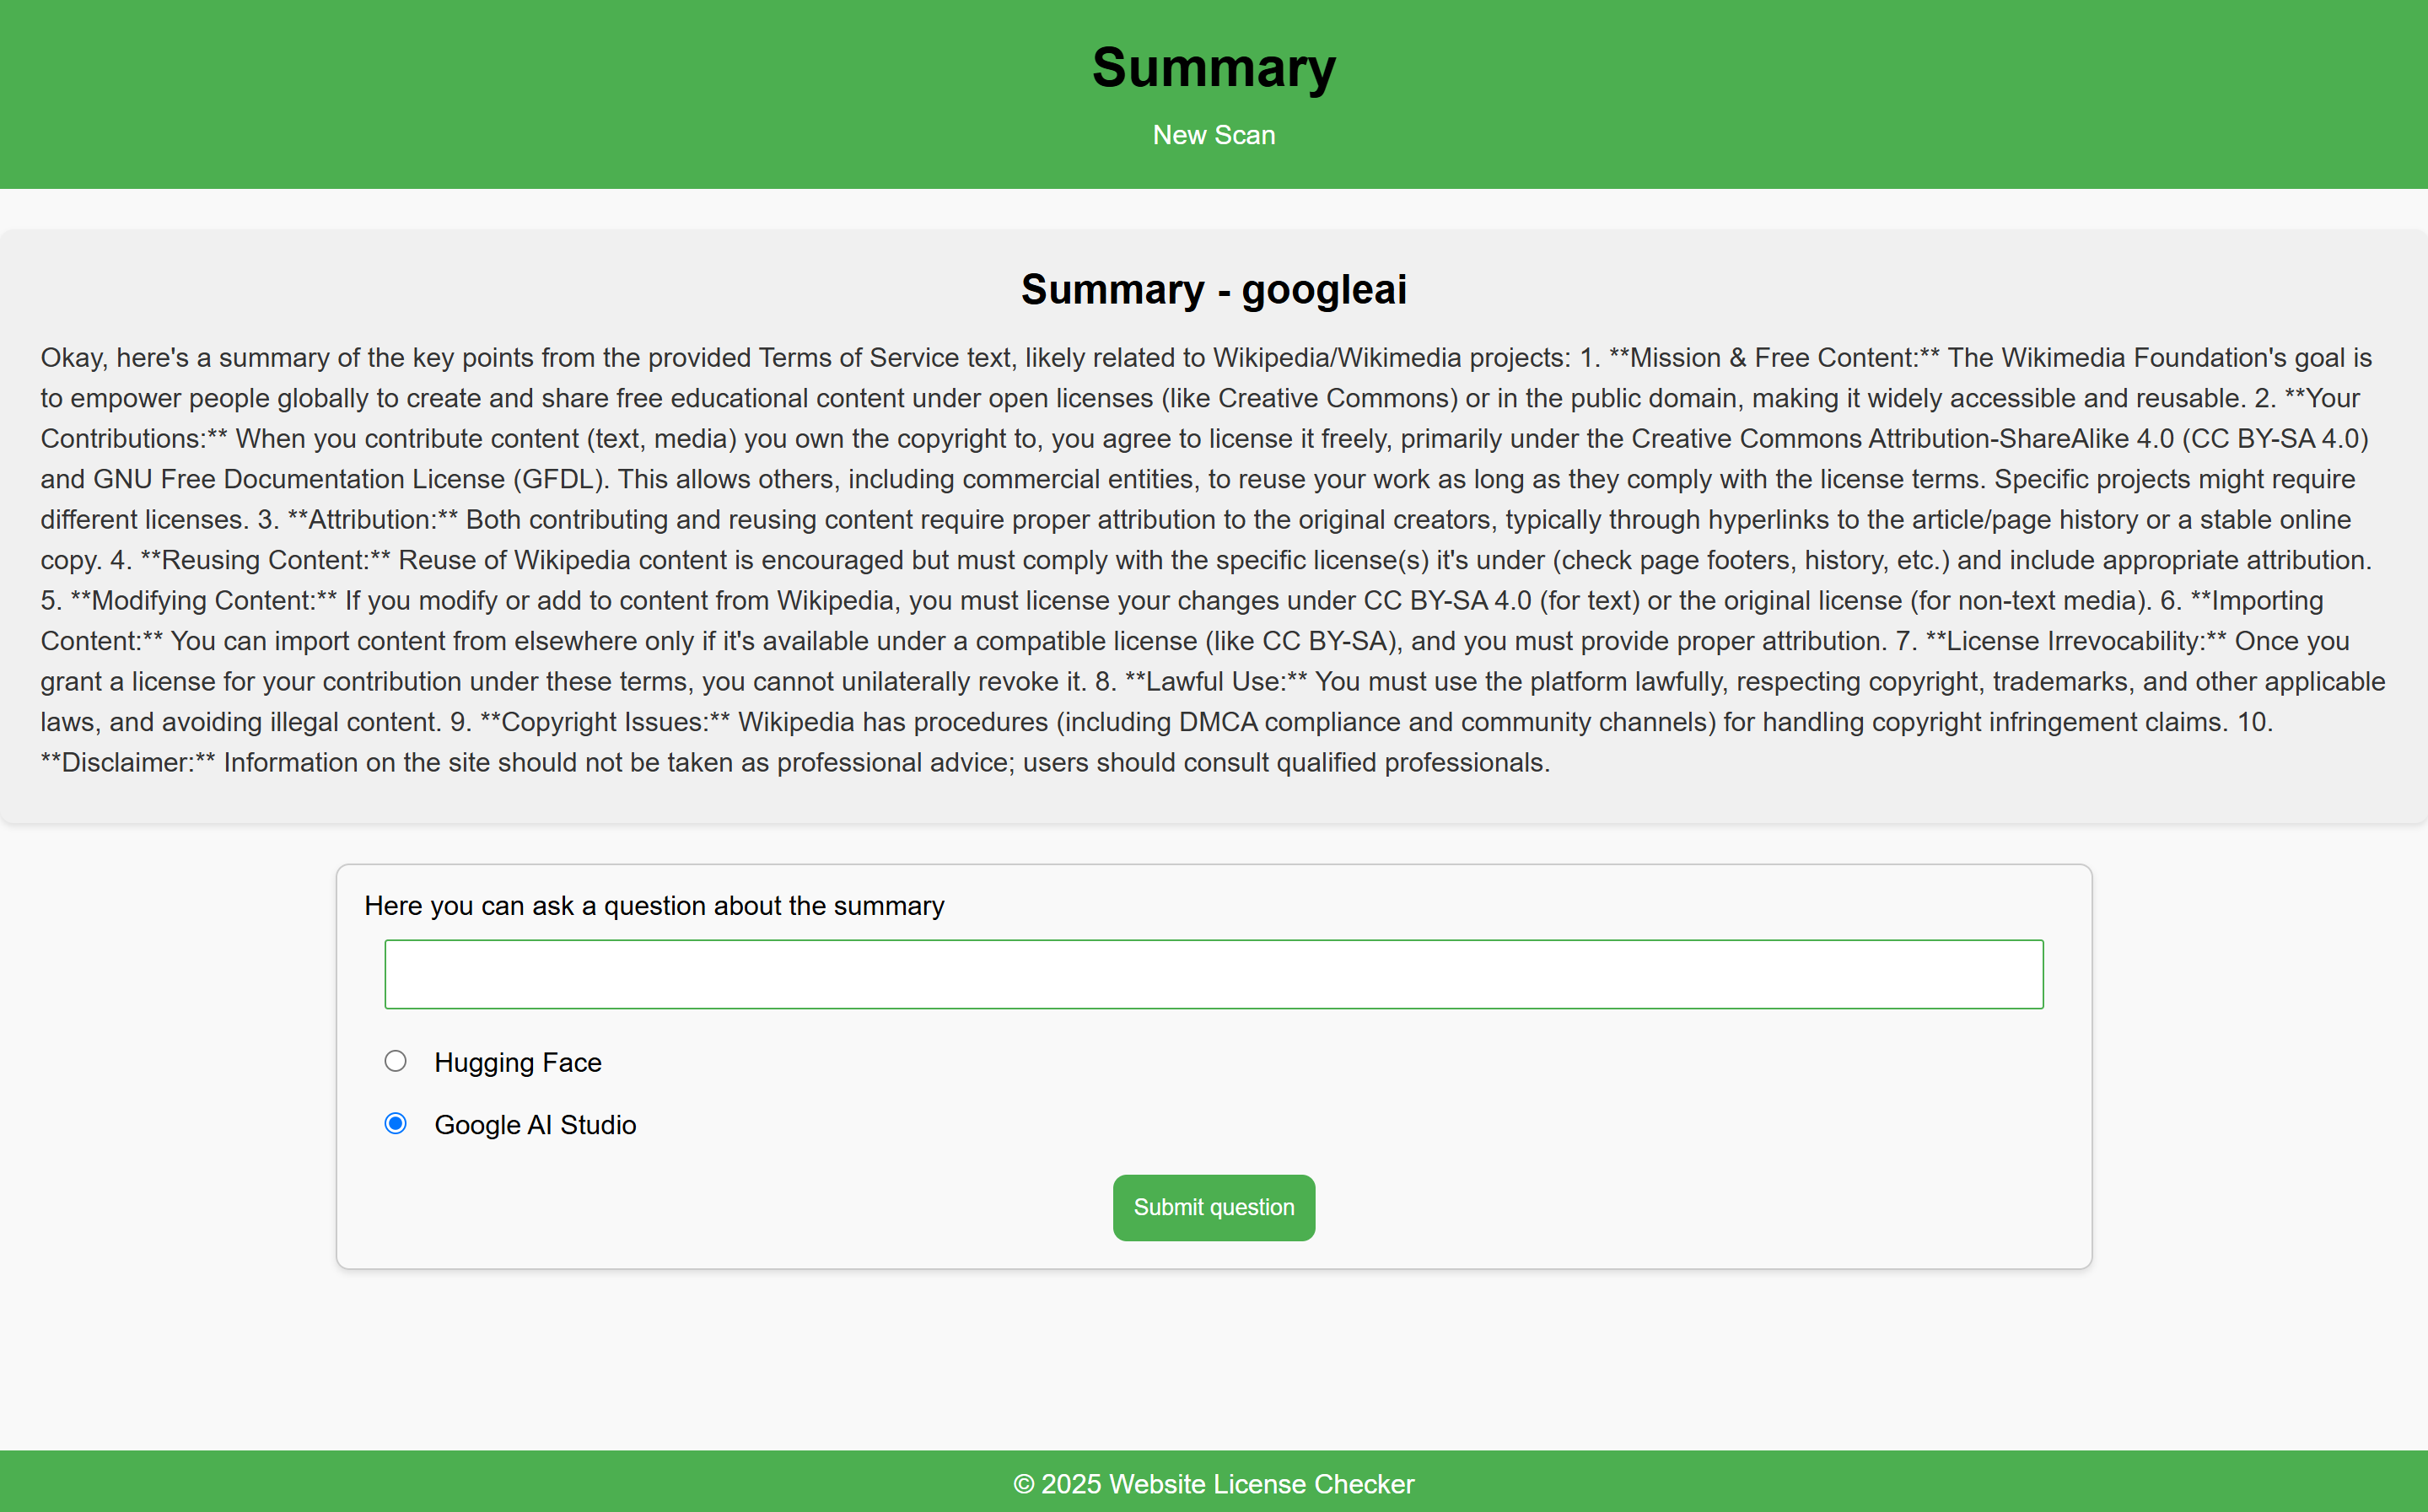 Summary
New Scan
Summary - googleai
Okay, here's a summary of the key points from the provided Terms of Service text, likely related to Wikipedia/Wikimedia projects: 1. **Mission & Free Content:** The Wikimedia Foundation's goal is
to empower people globally to create and share free educational content under open licenses (like Creative Commons) or in the public domain, making it widely accessible and reusable. 2. **Your
Contributions:** When you contribute content (text, media) you own the copyright to, you agree to license it freely, primarily under the Creative Commons Attribution-ShareAlike 4.0 (CC BY-SA 4.0)
and GNU Free Documentation License (GFDL). This allows others, including commercial entities, to reuse your work as long as they comply with the license terms. Specific projects might require
different licenses. 3. **Attribution:** Both contributing and reusing content require proper attribution to the original creators, typically through hyperlinks to the article/page history or a stable online
copy. 4. **Reusing Content:** Reuse of Wikipedia content is encouraged but must comply with the specific license(s) it's under (check page footers, history, etc.) and include appropriate attribution.
5. **Modifying Content:** If you modify or add to content from Wikipedia, you must license your changes under CC BY-SA 4.0 (for text) or the original license (for non-text media). 6. **Importing
Content:** You can import content from elsewhere only if it's available under a compatible license (like CC BY-SA), and you must provide proper attribution. 7. **License Irrevocability:** Once you
grant a license for your contribution under these terms, you cannot unilaterally revoke it. 8. **Lawful Use:** You must use the platform lawfully, respecting copyright, trademarks, and other applicable
laws, and avoiding illegal content. 9. **Copyright Issues:** Wikipedia has procedures (including DMCA compliance and community channels) for handling copyright infringement claims. 10.
**Disclaimer:** Information on the site should not be taken as professional advice; users should consult qualified professionals.
Here you can ask a question about the summary
Hugging Face
Google AI Studio
Submit question
© 2025 Website License Checker